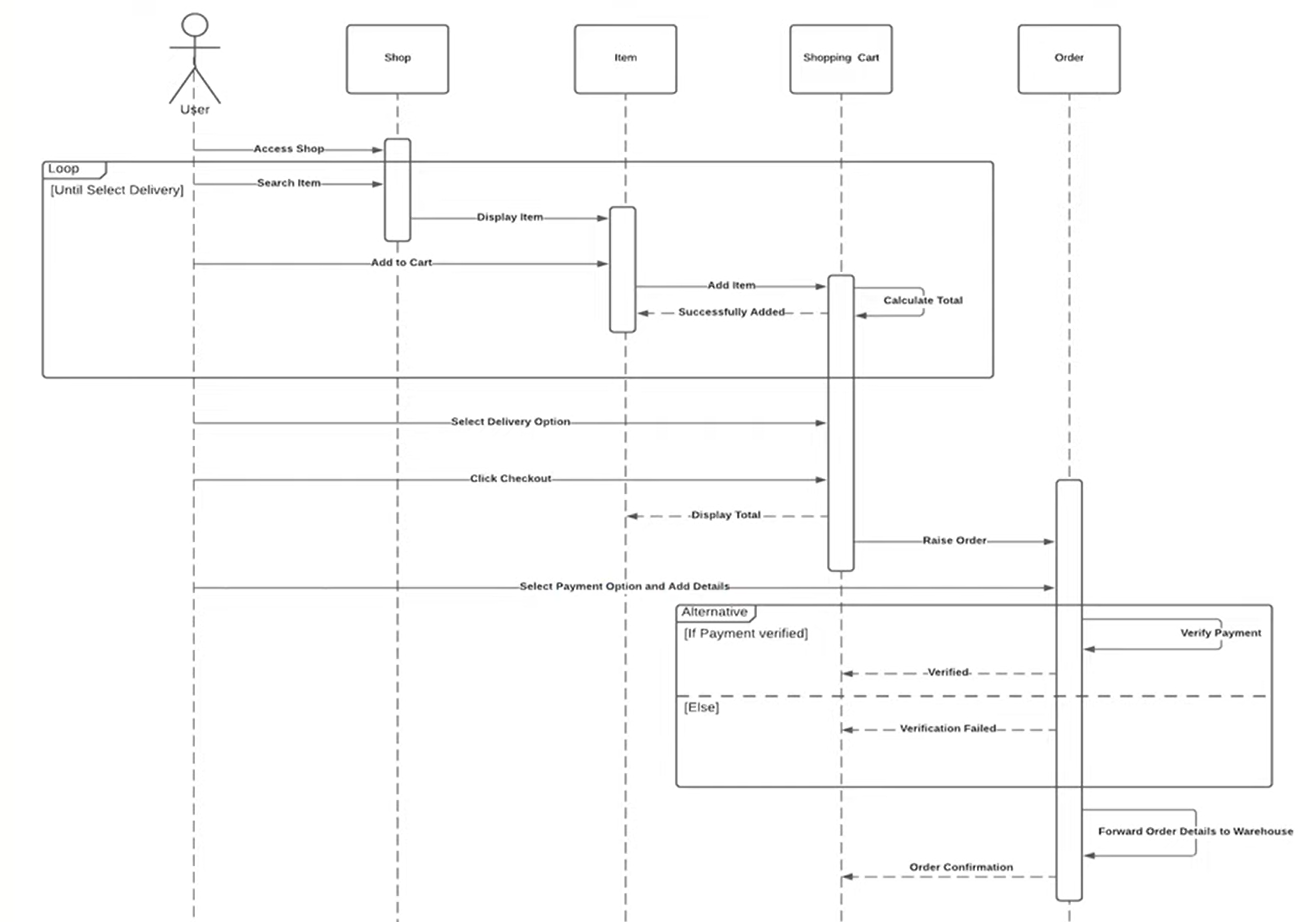 User
Shop
Item
Shopping Cart
Order
Access Shop
Loop
[Until Select Delivery]
Search Item
Display Item
Add to Cart
Add Item
Calculate Total
Successfully Added
Select Delivery Option
Click Checkout
Display Total
Raise Order
Select Payment Option and Add Details
Alternative
[If Payment verified]
Verify Payment
Verified
[Else]
Verification Failed
Forward Order Details to Warehouse
Order Confirmation